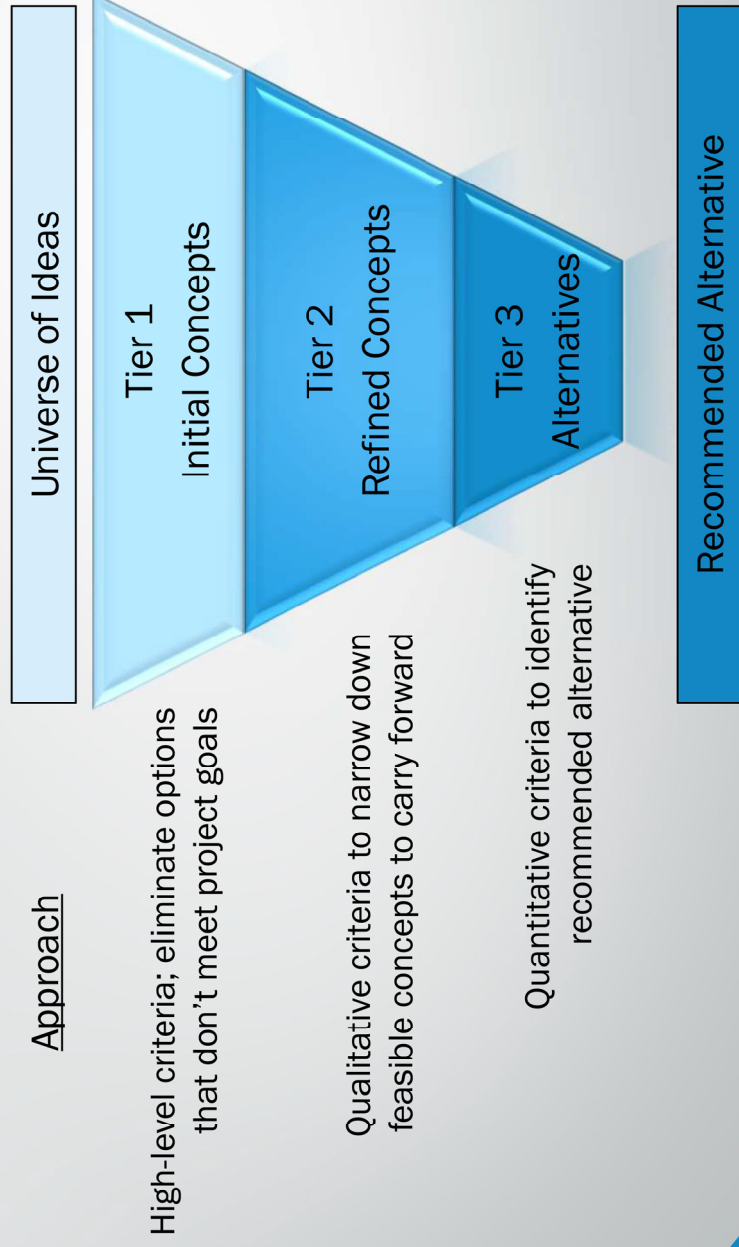 Approach
Universe of Ideas
High-level criteria; eliminate options
that don't meet project goals
Tier 1
Initial Concepts
Qualitative criteria to narrow down
feasible concepts to carry forward
Tier 2
Refined Concepts
Quantitative criteria to identify
recommended alternative
Tier 3
Alternatives
Recommended Alternative